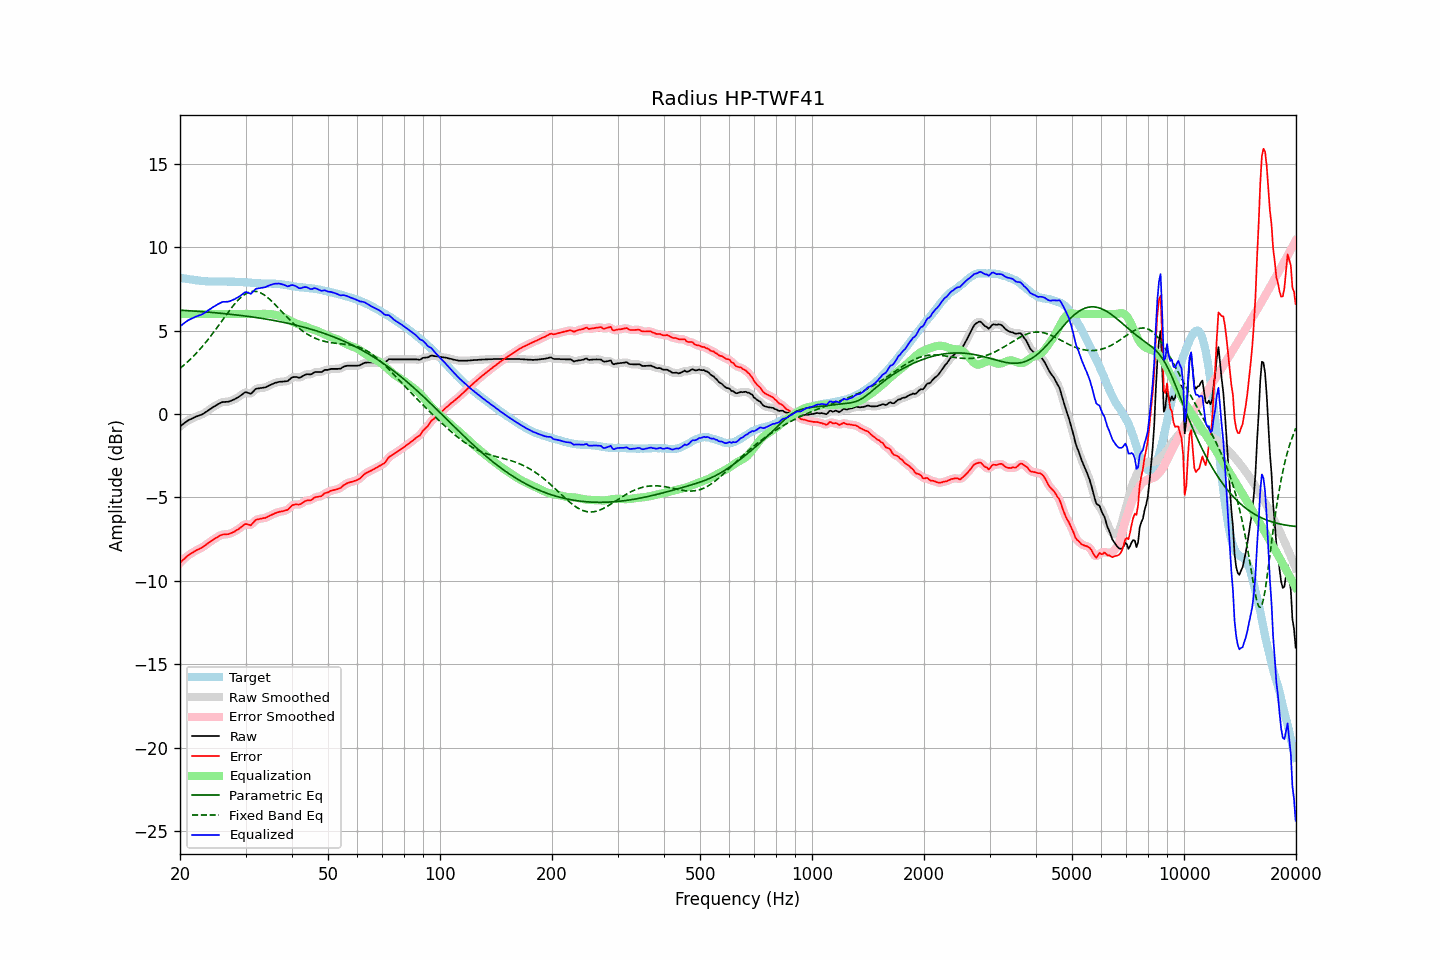 Radius HP-TWF41
Amplitude (dBr)
15
10
5
0
−5
−10
−15
−20
−25
Target
Raw Smoothed
Error Smoothed
Raw
Error
Equalization
Parametric Eq
Fixed Band Eq
Equalized
20 50 100 200 500 1000 2000 5000 10000 20000
Frequency (Hz)